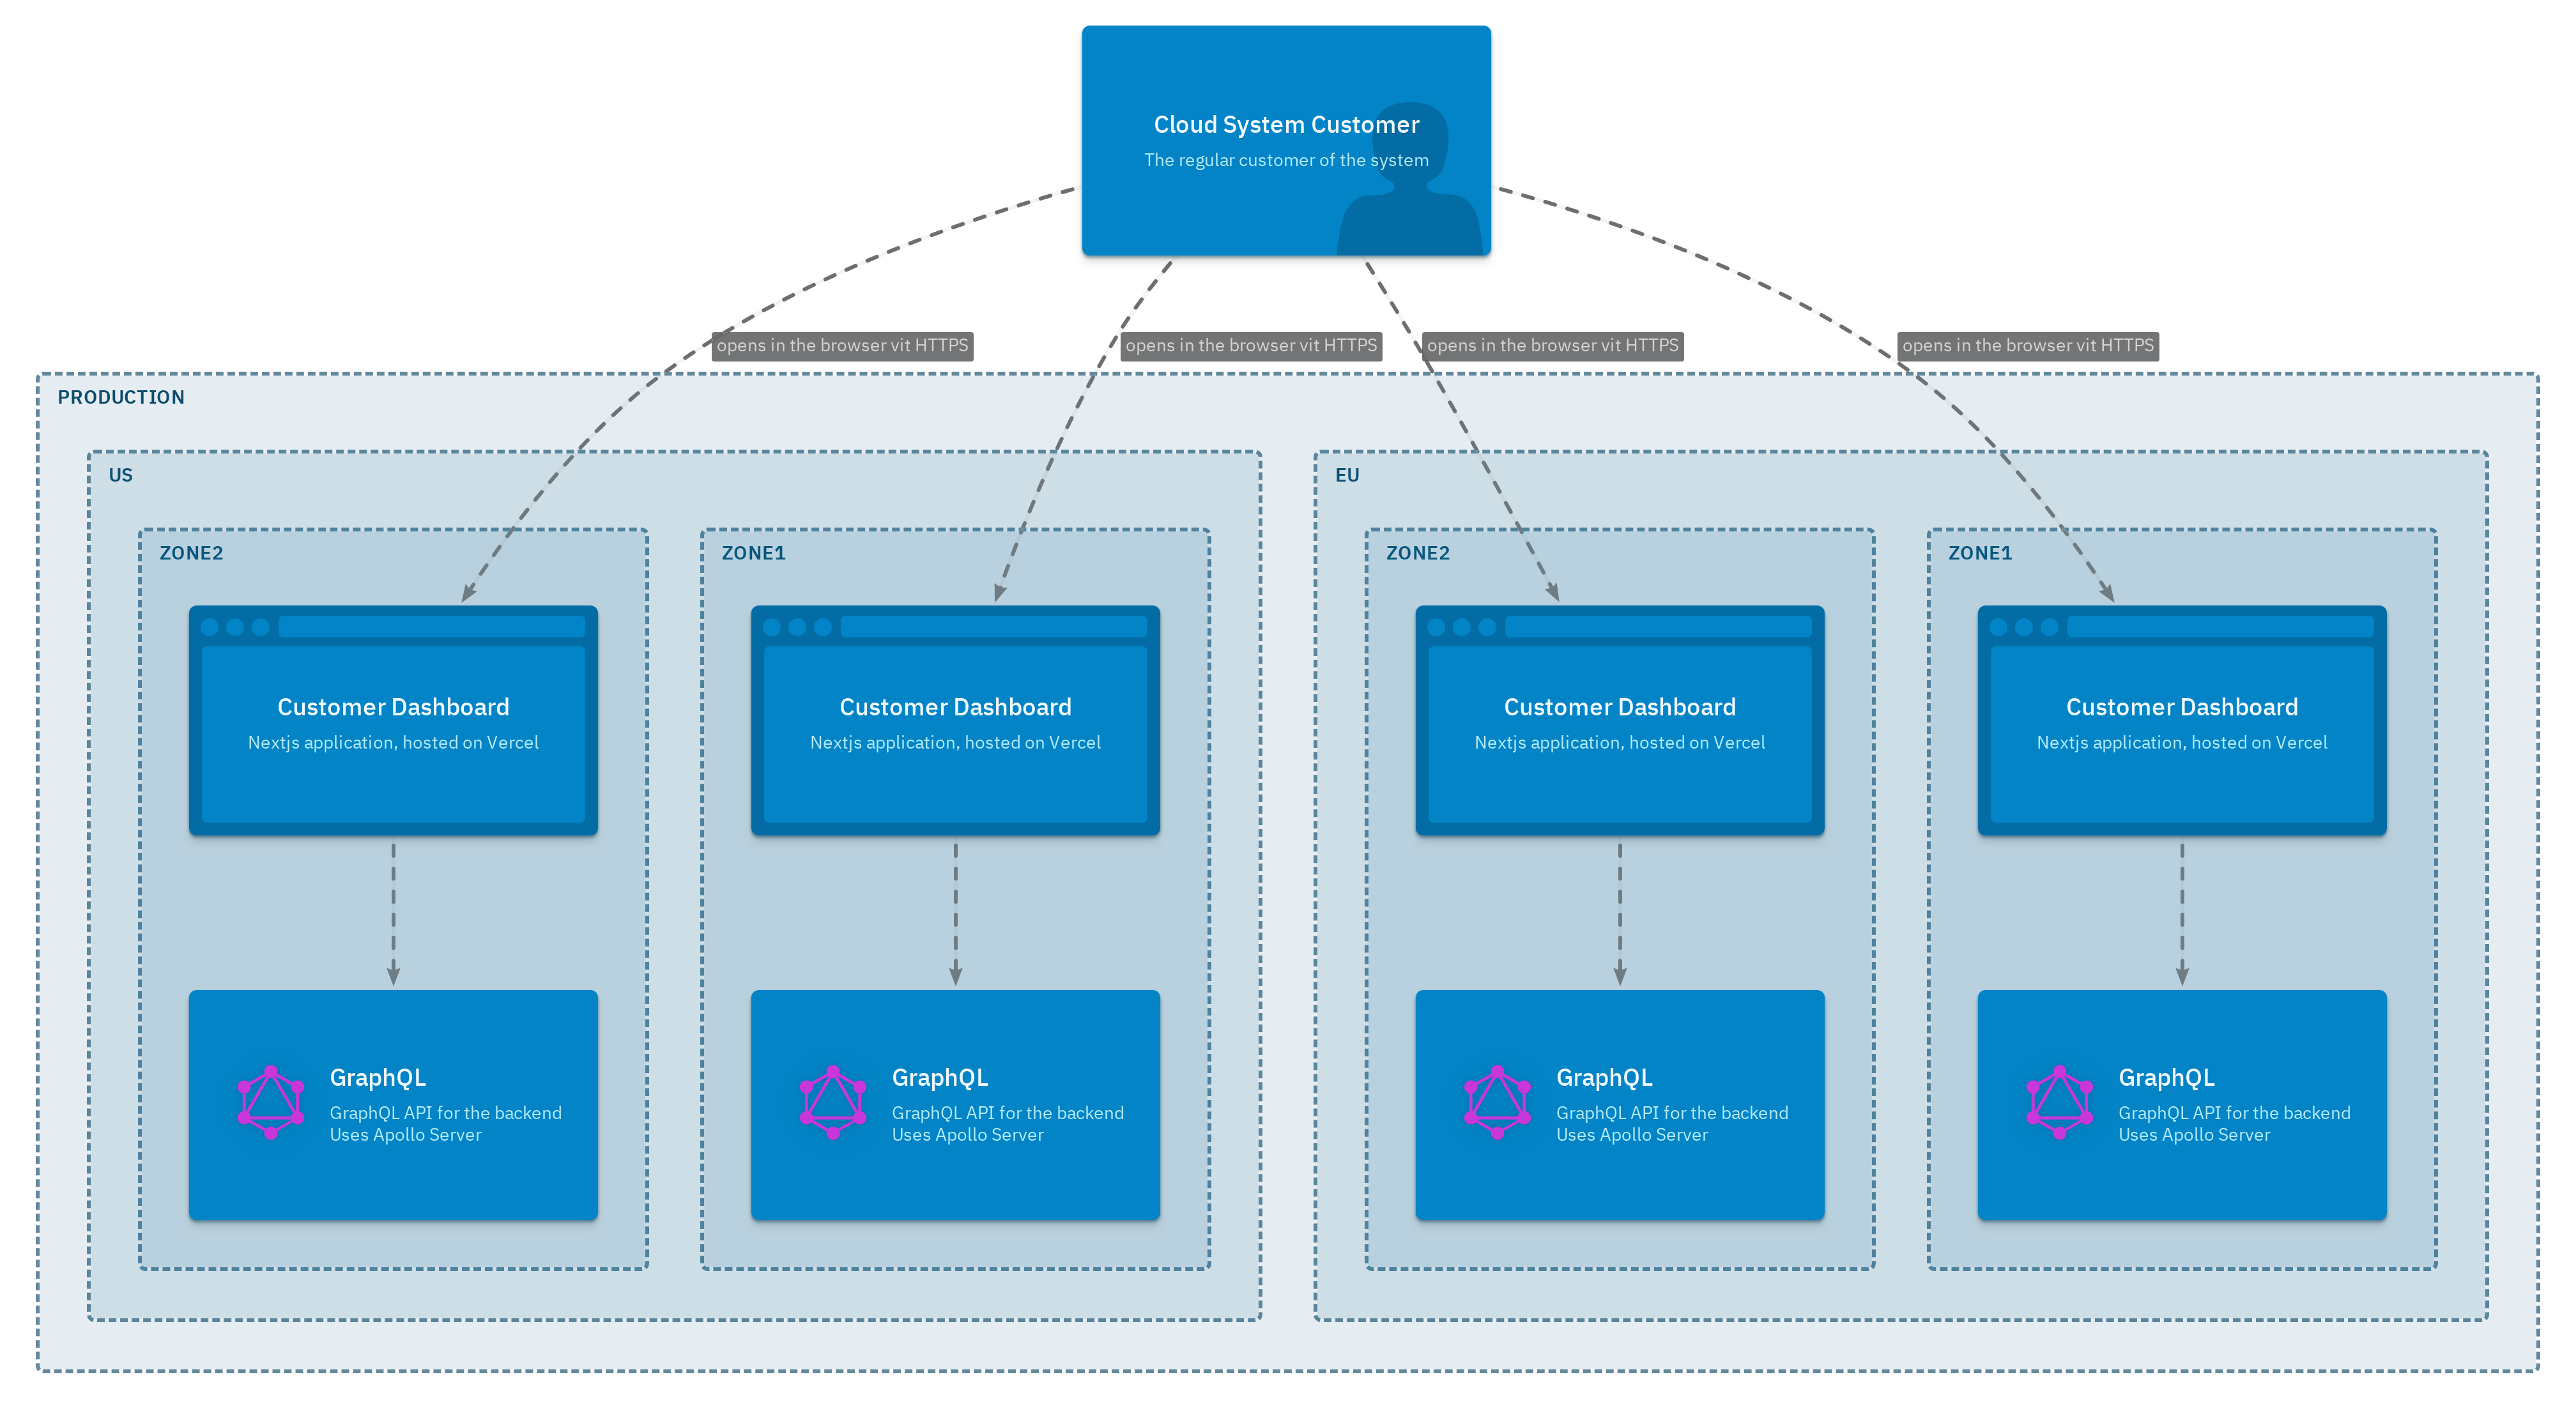 Cloud System Customer
The regular customer of the system
opens in the browser vit HTTPS
opens in the browser vit HTTPS
opens in the browser vit HTTPS
opens in the browser vit HTTPS
PRODUCTION
US
ZONE2
Customer Dashboard
Nextjs application, hosted on Vercel
GraphQL
GraphQL API for the backend
Uses Apollo Server
ZONE1
Customer Dashboard
Nextjs application, hosted on Vercel
GraphQL
GraphQL API for the backend
Uses Apollo Server
EU
ZONE2
Customer Dashboard
Nextjs application, hosted on Vercel
GraphQL
GraphQL API for the backend
Uses Apollo Server
ZONE1
Customer Dashboard
Nextjs application, hosted on Vercel
GraphQL
GraphQL API for the backend
Uses Apollo Server